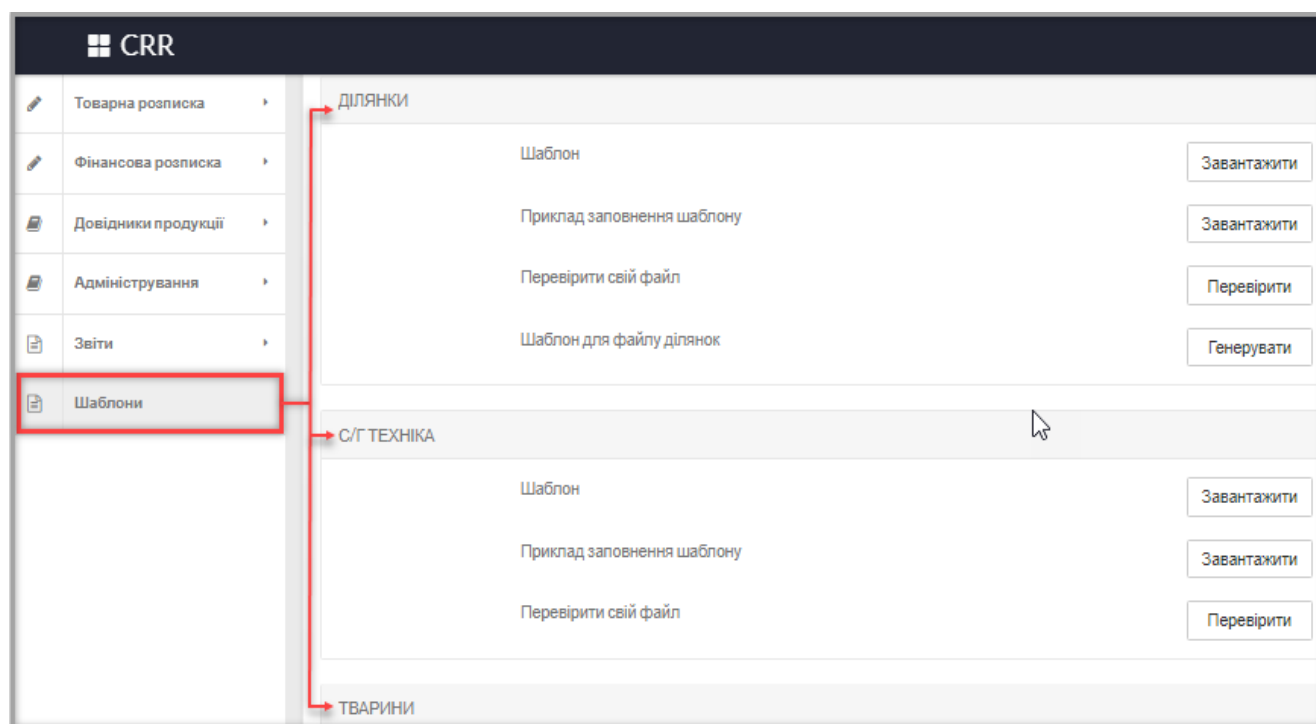 CRR
Товарна розписка
Фінансова розписка
Довідники продукції
Адміністрування
Звіти
Шаблони
ДІЛЯНКИ
Шаблон Завантажити
Приклад заповнення шаблону Завантажити
Перевірити свій файл Перевірити
Шаблон для файлу ділянок Генерувати
С/Г ТЕХНІКА
Шаблон Завантажити
Приклад заповнення шаблону Завантажити
Перевірити свій файл Перевірити
ТВАРИНИ